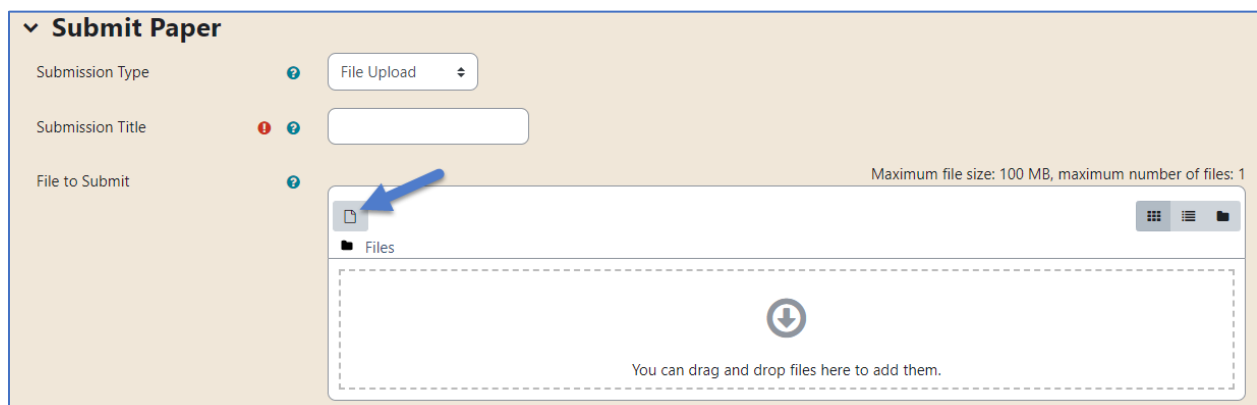 Submit Paper
Submission Type
File Upload
Submission Title
File to Submit
Maximum file size: 100 MB, maximum number of files: 1
Files
You can drag and drop files here to add them.